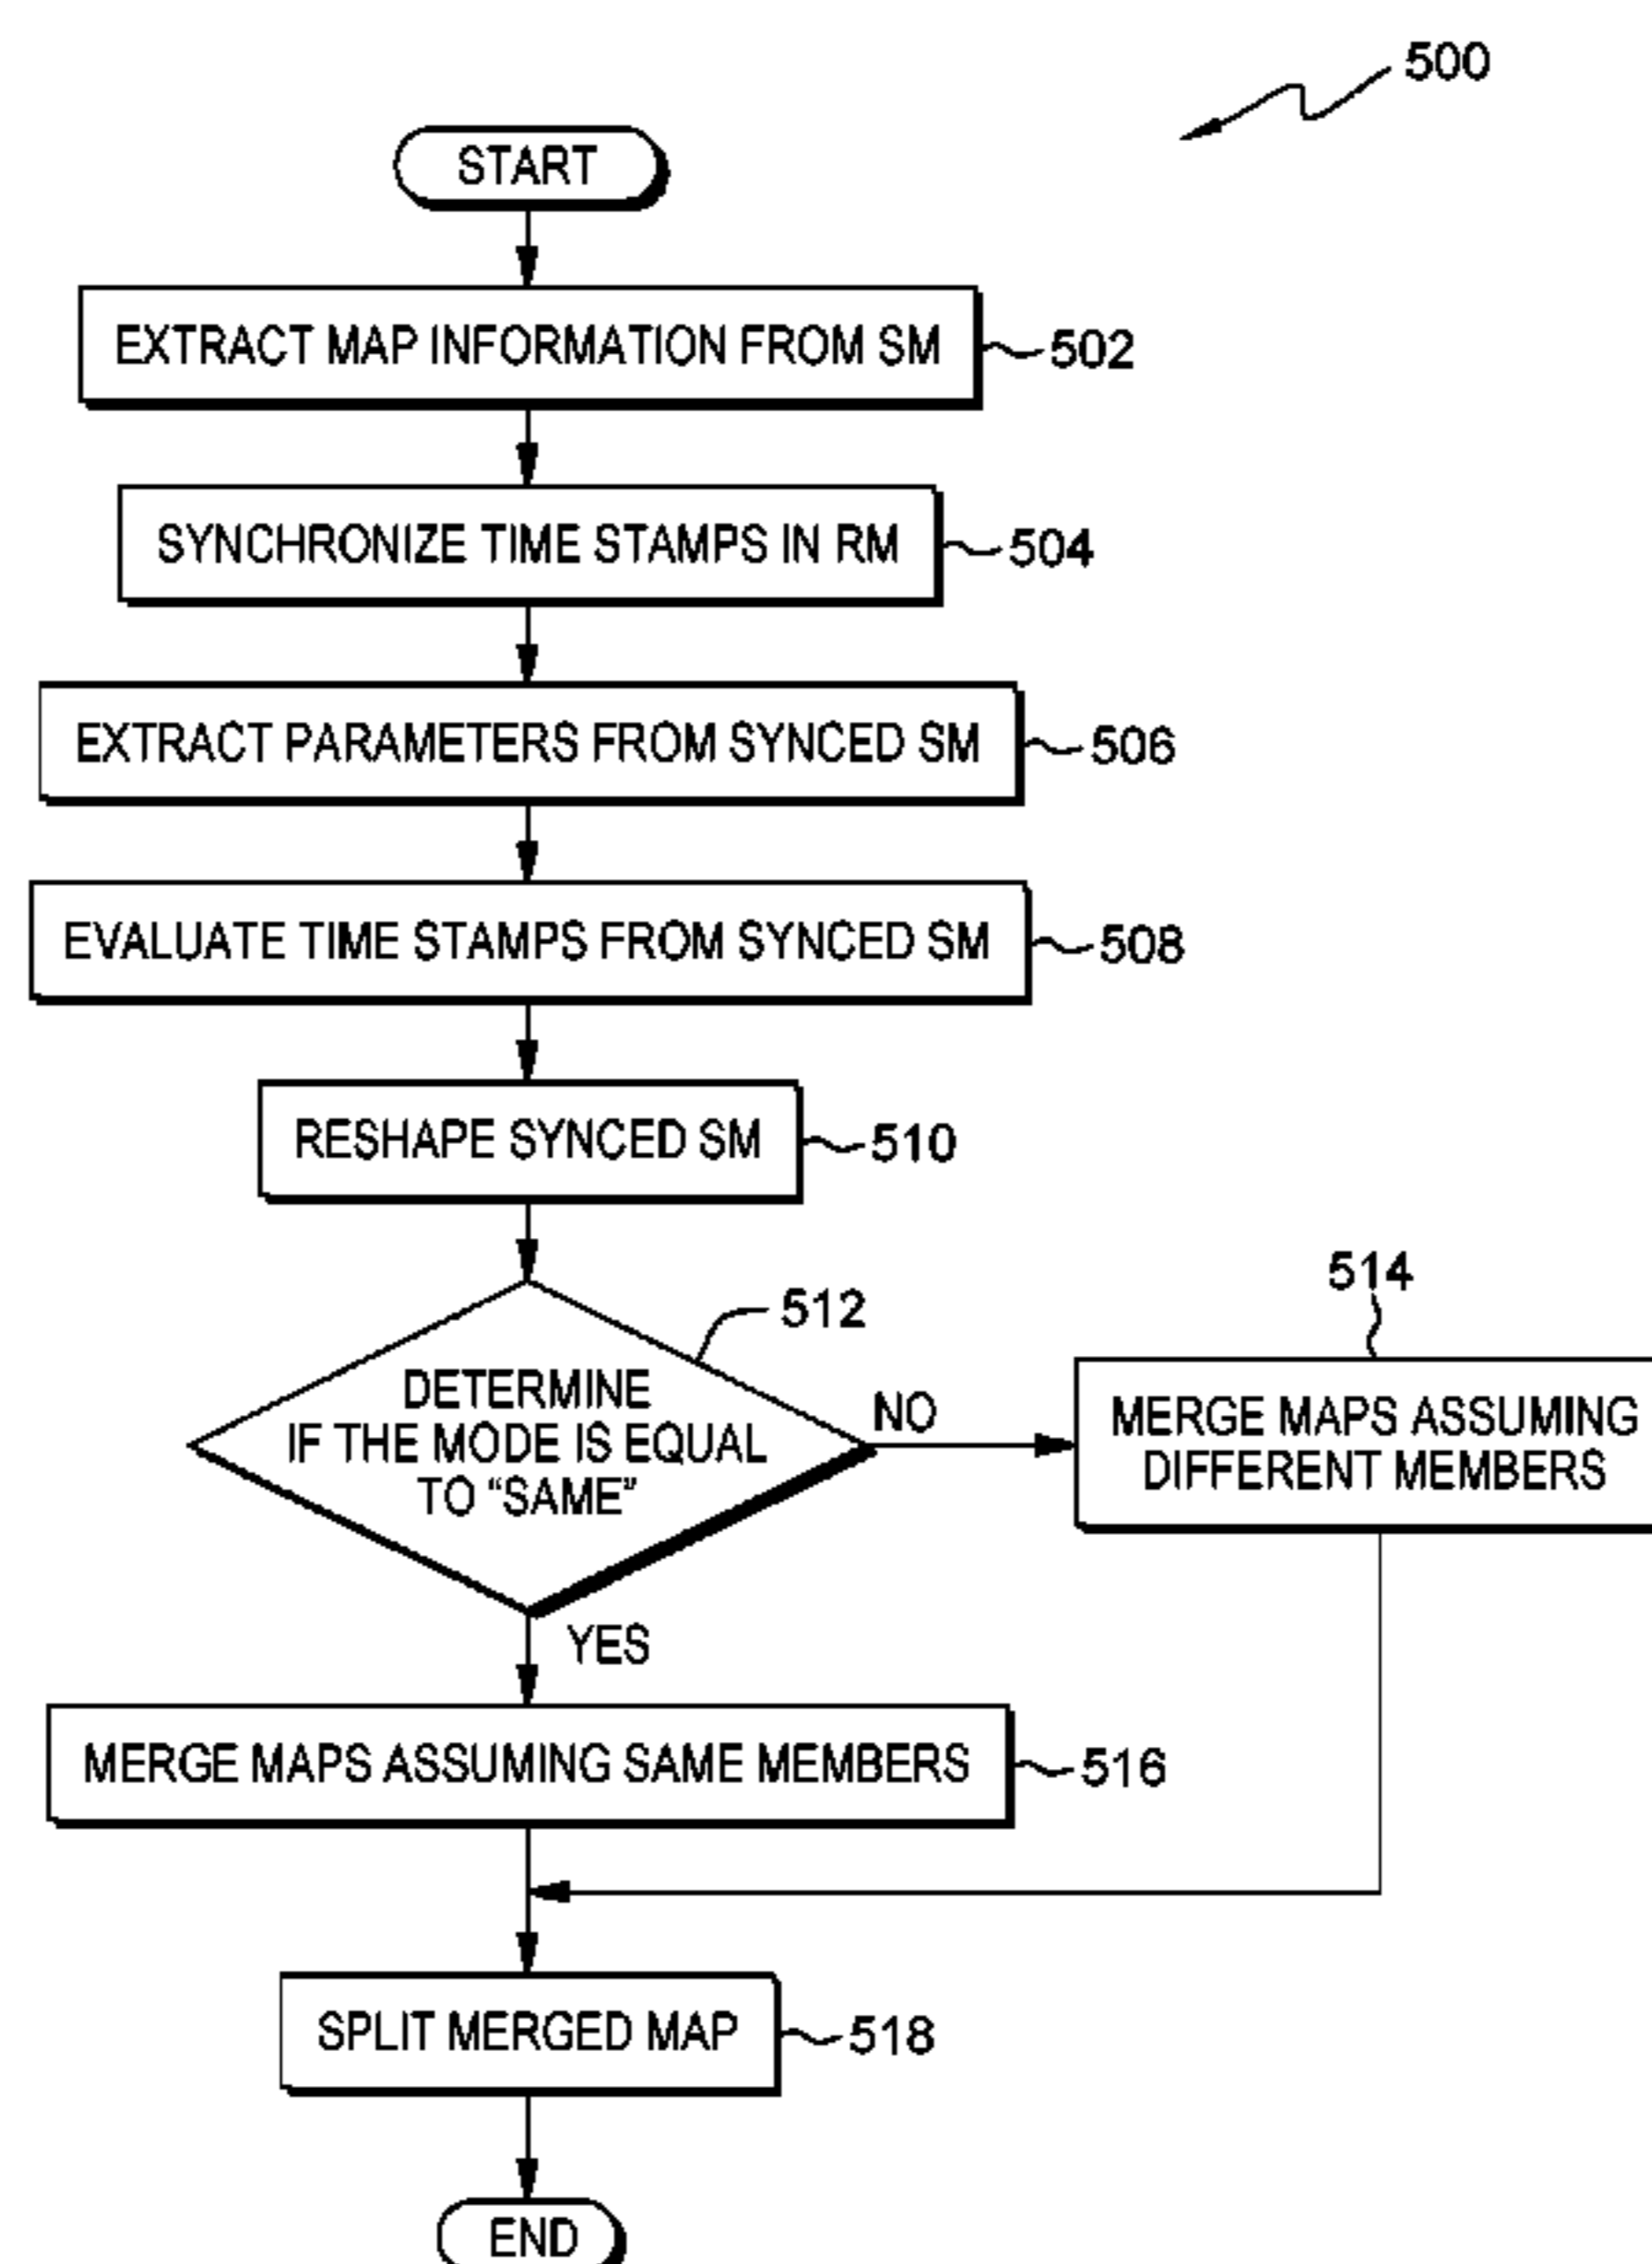 500
START
EXTRACT MAP INFORMATION FROM SM
502
SYNCHRONIZE TIME STAMPS IN RM
504
EXTRACT PARAMETERS FROM SYNCED SM
506
EVALUATE TIME STAMPS FROM SYNCED SM
508
RESHAPE SYNCED SM
510
512
DETERMINE
IF THE MODE IS EQUAL
TO “SAME”
NO
514
MERGE MAPS ASSUMING
DIFFERENT MEMBERS
YES
MERGE MAPS ASSUMING SAME MEMBERS
516
SPLIT MERGED MAP
518
END